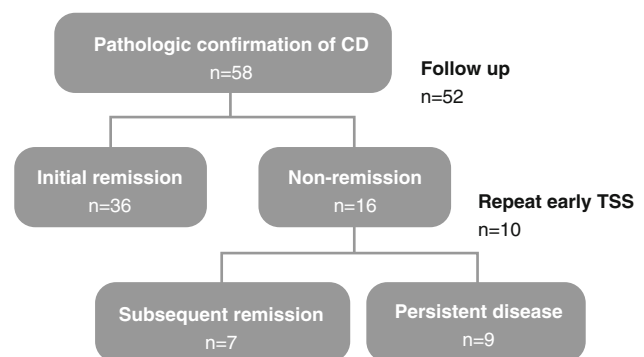 Pathologic confirmation of CD
n=58
Follow up
n=52
Initial remission
n=36
Non-remission
n=16
Repeat early TSS
n=10
Subsequent remission
n=7
Persistent disease
n=9